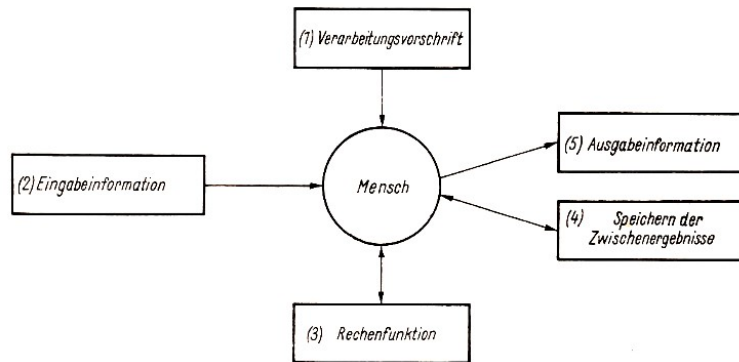 (1) Verarbeitungsvorschrift
(2) Eingabeinformation
Mensch
(5) Ausgabeinformation
(4) Speichern der
Zwischenergebnisse
(3) Rechenfunktion